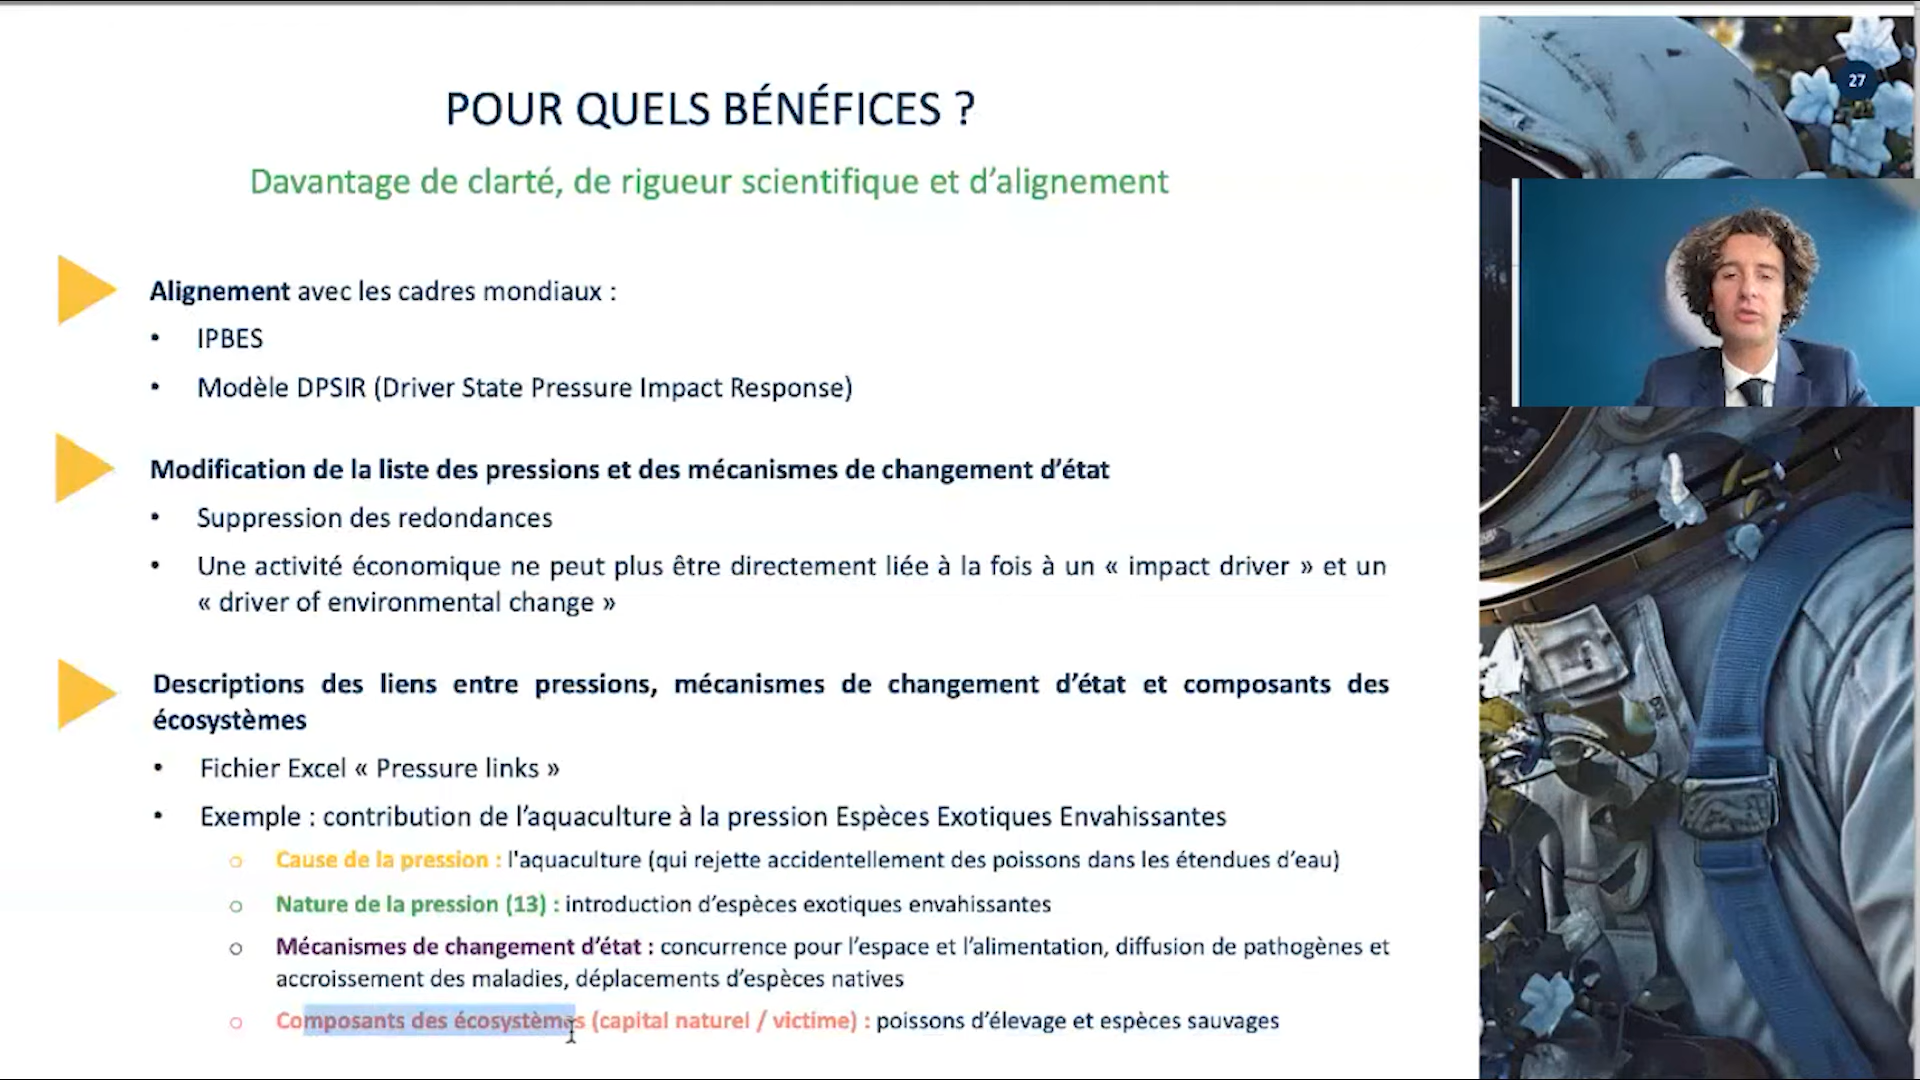 27
POUR QUELS BÉNÉFICES ?
Davantage de clarté, de rigueur scientifique et d’alignement
Alignement avec les cadres mondiaux :
• IPBES
• Modèle DPSIR (Driver State Pressure Impact Response)
Modification de la liste des pressions et des mécanismes de changement d’état
• Suppression des redondances
• Une activité économique ne peut plus être directement liée à la fois à un « impact driver » et un
« driver of environmental change »
Descriptions des liens entre pressions, mécanismes de changement d’état et composants des
écosystèmes
• Fichier Excel « Pressure links »
• Exemple : contribution de l’aquaculture à la pression Espèces Exotiques Envahissantes
o Cause de la pression : l'aquaculture (qui rejette accidentellement des poissons dans les étendues d’eau)
o Nature de la pression (13) : introduction d’espèces exotiques envahissantes
o Mécanismes de changement d’état : concurrence pour l’espace et l’alimentation, diffusion de pathogènes et
accroissement des maladies, déplacements d’espèces natives
o Composants des écosystèmes (capital naturel / victime) : poissons d’élevage et espèces sauvages